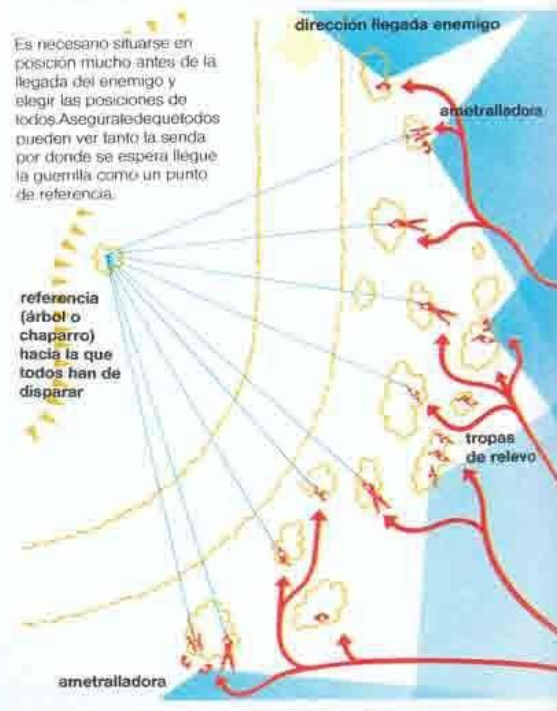 dirección llegada enemigo
Es necesario situarse en
posición mucho antes de la
llegada del enemigo y
elegir las posiciones de
todos.Asegúratedequetodos
pueden ver tanto la senda
por donde se espera llegue
la guerrilla como un punto
de referencia.
ametralladora
referencia
(árbol o
chaparro)
hacia la que
todos han de
disparar
tropas
de relevo
ametralladora